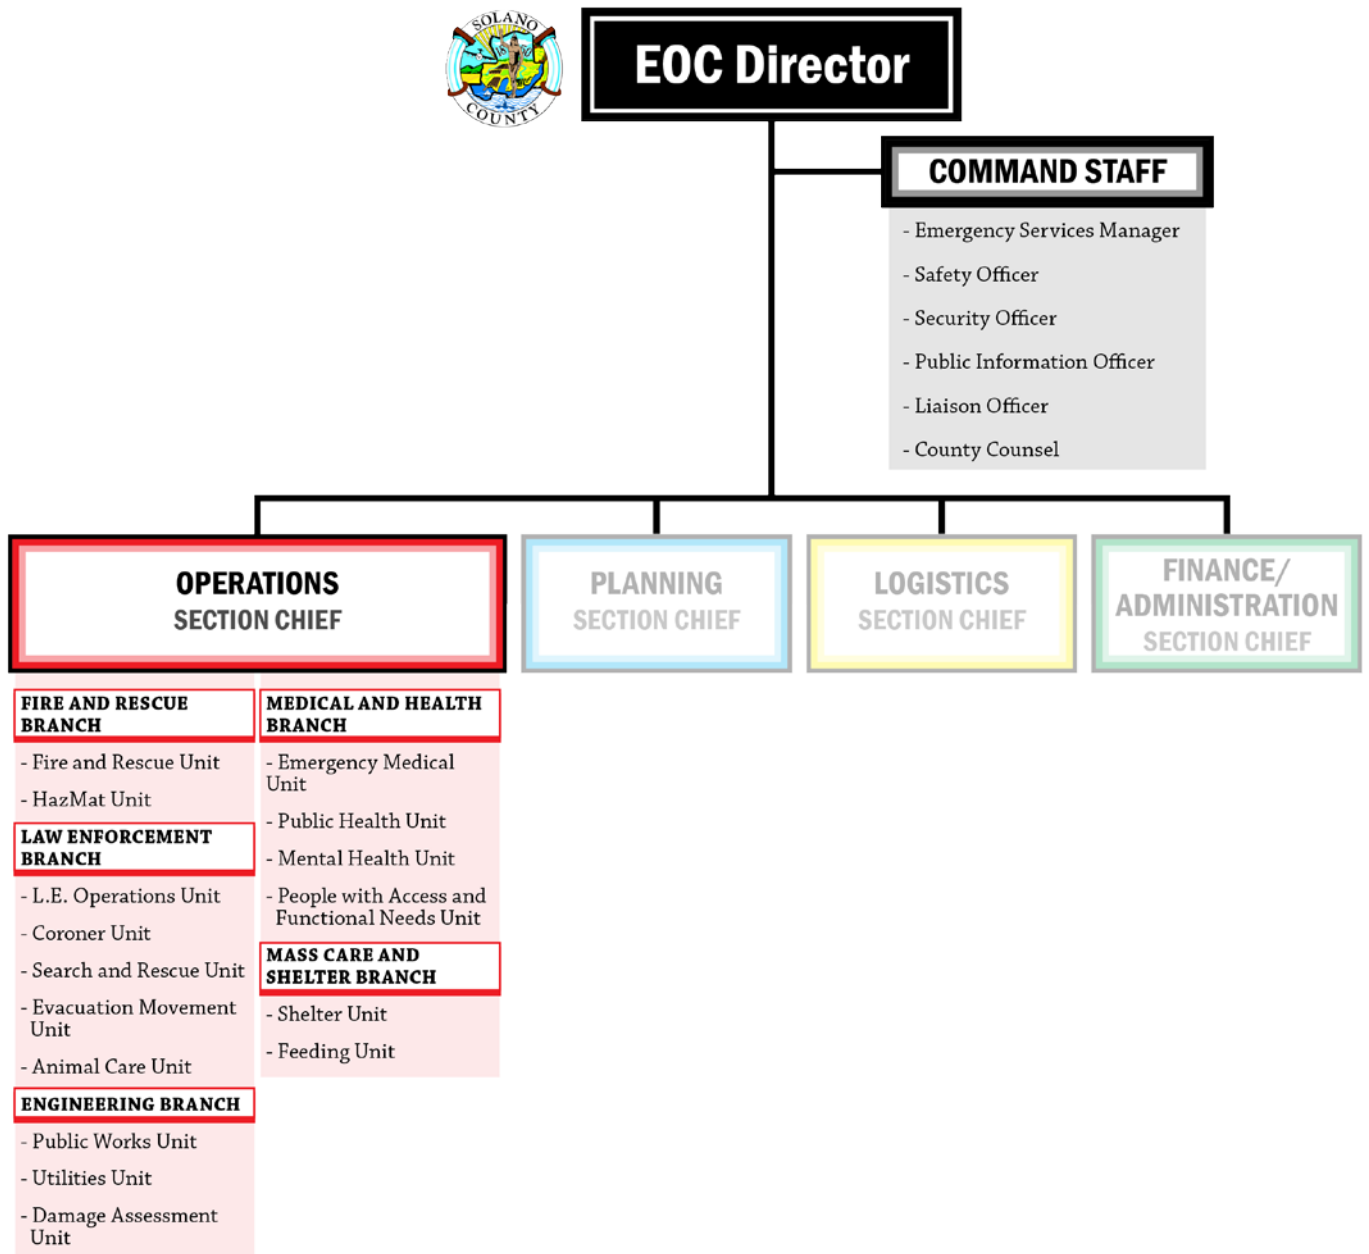 SOLANO
1850
COUNTY
EOC Director
COMMAND STAFF
- Emergency Services Manager
- Safety Officer
- Security Officer
- Public Information Officer
- Liaison Officer
- County Counsel
OPERATIONS
SECTION CHIEF
PLANNING
SECTION CHIEF
LOGISTICS
SECTION CHIEF
FINANCE/
ADMINISTRATION
SECTION CHIEF
FIRE AND RESCUE
BRANCH
- Fire and Rescue Unit
- HazMat Unit
LAW ENFORCEMENT
BRANCH
- L.E. Operations Unit
- Coroner Unit
- Search and Rescue Unit
- Evacuation Movement
Unit
- Animal Care Unit
ENGINEERING BRANCH
- Public Works Unit
- Utilities Unit
- Damage Assessment
Unit
MEDICAL AND HEALTH
BRANCH
- Emergency Medical
Unit
- Public Health Unit
- Mental Health Unit
- People with Access and
Functional Needs Unit
MASS CARE AND
SHELTER BRANCH
- Shelter Unit
- Feeding Unit